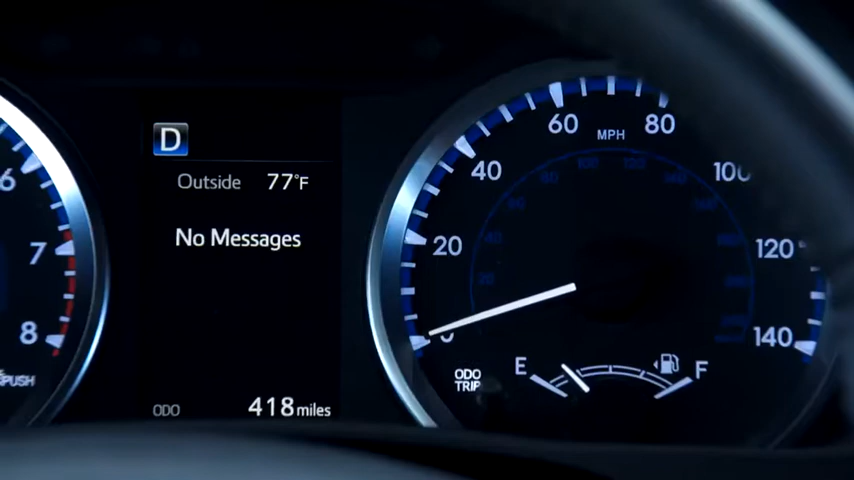 D
Outside 77°F
No Messages
ODO 418 miles
6
7
8
PUSH
0
20
40
60
80
100
120
140
MPH
ODO
TRIP
E
F